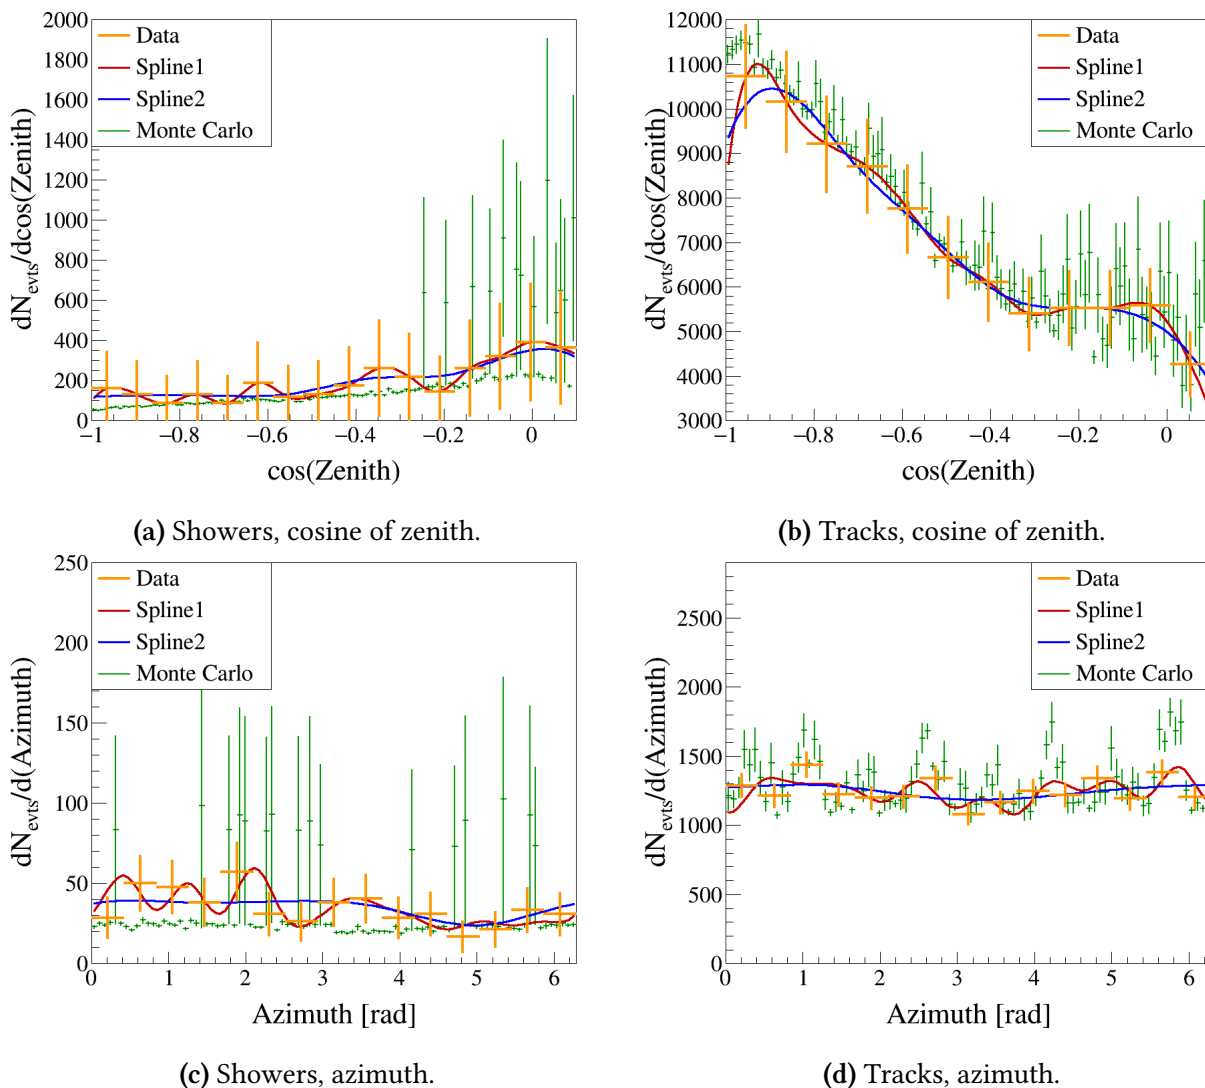 2000
1800
1600
1400
1200
1000
800
600
400
200
0
dN_evts/dcos(Zenith)
Data
Spline1
Spline2
Monte Carlo
−1 −0.8 −0.6 −0.4 −0.2 0
cos(Zenith)
(a) Showers, cosine of zenith.
12000
11000
10000
9000
8000
7000
6000
5000
4000
3000
dN_evts/dcos(Zenith)
Data
Spline1
Spline2
Monte Carlo
−1 −0.8 −0.6 −0.4 −0.2 0
cos(Zenith)
(b) Tracks, cosine of zenith.
250
200
150
100
50
0
dN_evts/d(Azimuth)
Data
Spline1
Spline2
Monte Carlo
0 1 2 3 4 5 6
Azimuth [rad]
(c) Showers, azimuth.
2500
2000
1500
1000
500
0
dN_evts/d(Azimuth)
Data
Spline1
Spline2
Monte Carlo
0 1 2 3 4 5 6
Azimuth [rad]
(d) Tracks, azimuth.